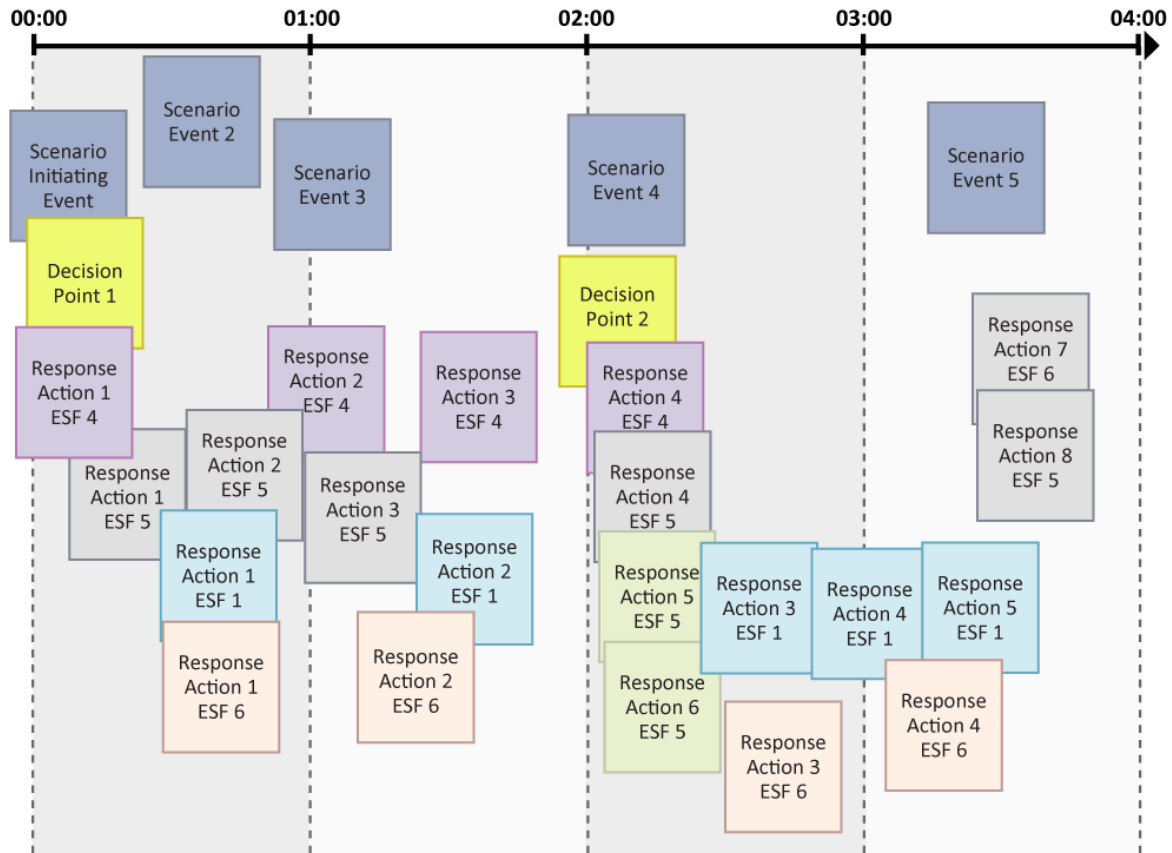 00:00
01:00
02:00
03:00
04:00
Scenario
Initiating
Event
Scenario
Event 2
Scenario
Event 3
Scenario
Event 4
Scenario
Event 5
Decision
Point 1
Decision
Point 2
Response
Action 1
ESF 4
Response
Action 2
ESF 4
Response
Action 3
ESF 4
Response
Action 4
ESF 4
Response
Action 7
ESF 6
Response
Action 1
ESF 5
Response
Action 2
ESF 5
Response
Action 3
ESF 5
Response
Action 4
ESF 5
Response
Action 8
ESF 5
Response
Action 1
ESF 1
Response
Action 2
ESF 1
Response
Action 5
ESF 5
Response
Action 3
ESF 1
Response
Action 4
ESF 1
Response
Action 5
ESF 1
Response
Action 1
ESF 6
Response
Action 2
ESF 6
Response
Action 6
ESF 5
Response
Action 3
ESF 6
Response
Action 4
ESF 6